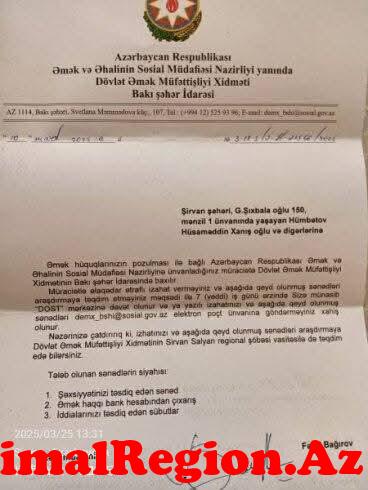 Azərbaycan Respublikası
Əmək və Əhalinin Sosial Müdafiəsi Nazirliyi yanında
Dövlət Əmək Müfəttişliyi Xidməti
Bakı şəhər İdarəsi
AZ 1114, Bakı şəhəri, Svetlana Məmmədova küç., 107, Tel : (+994 12) 525 93 96; E-mail: demx_bshi@sosial.gov.az
Şirvan şəhəri, G.Şıxbala oğlu 150,
mənzil 1 ünvanında yaşayan Hümbətov
Hüsaməddin Xanış oğlu və digərlərinə
Əmək hüquqlarınızın pozulması ilə bağlı Azərbaycan Respublikası Əmək və
Əhalinin Sosial Müdafiəsi Nazirliyinə ünvanladığınız müraciətə Dövlət Əmək Müfəttişliyi
Xidmətinin Bakı şəhər İdarəsində baxılır.
Müraciətlə əlaqədar ətraflı izahat verməyiniz və aşağıda qeyd olunmuş sənədləri
araşdırmaya təqdim etməyiniz məqsədi ilə 7 (yeddi) iş günü ərzində Sizə münasib
"DOST" mərkəzinə dəvət olunur və ya yazılı izahatınızı və aşağıda qeyd olunmuş
sənədləri demx_bshi@sosial.gov.az elektron poçt ünvanına göndərməyiniz xahiş
olunur.
Nəzərinizə çatdırırıq ki, izahatınızı və aşağıda qeyd olunmuş sənədləri araşdırmaya
Dövlət Əmək Müfəttişliyi Xidmətinin Şirvan Salyan regional şöbəsi vasitəsilə də təqdim
edə bilərsiniz.
Tələb olunan sənədlərin siyahısı:
1. Şəxsiyyətinizi təsdiq edən sənəd
2. Əmək haqqı bank hesabından çıxarış
3. İddialarınızı təsdiq edən sübutlar
2025/03/25 13:31
Bağırov
imalRegion.Az